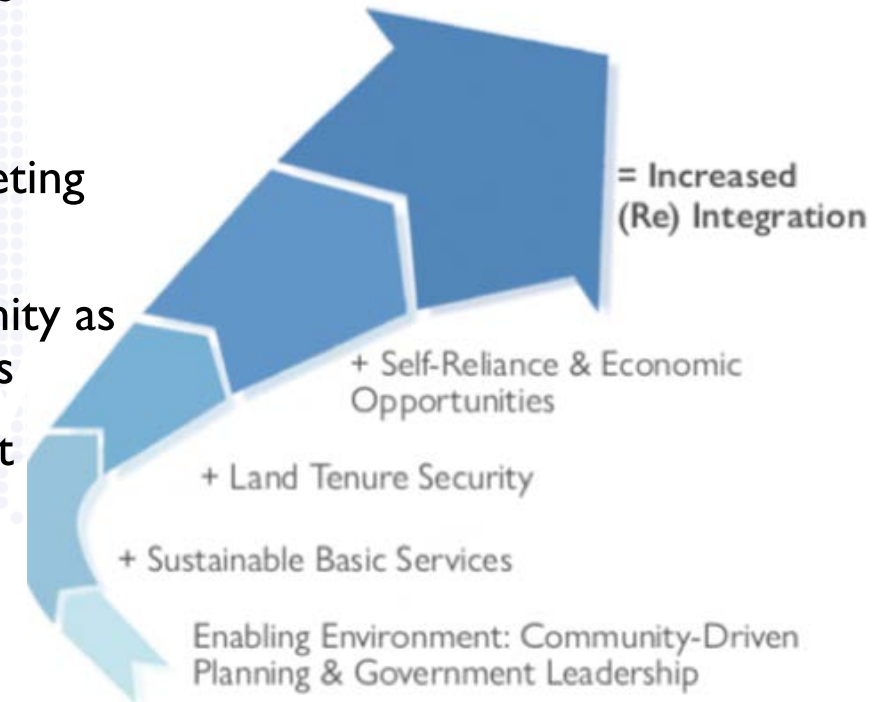 eting
= Increased
(Re) Integration
nity as
s
+ Self-Reliance & Economic
Opportunities
t
+ Land Tenure Security
+ Sustainable Basic Services
Enabling Environment: Community-Driven
Planning & Government Leadership